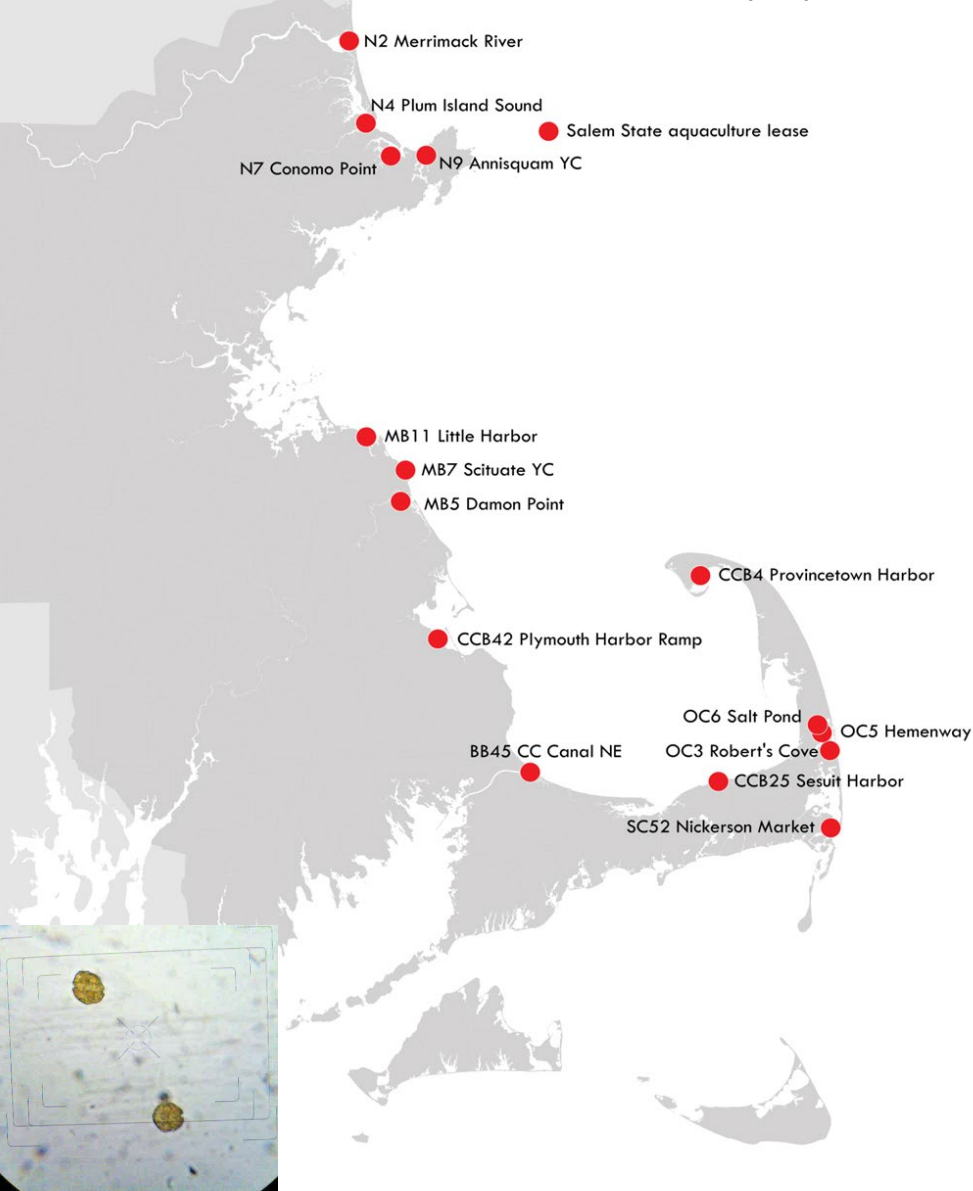 N2 Merrimack River
N4 Plum Island Sound
Salem State aquaculture lease
N7 Conomo Point
N9 Annisquam YC
MB11 Little Harbor
MB7 Scituate YC
MB5 Damon Point
CCB4 Provincetown Harbor
CCB42 Plymouth Harbor Ramp
OC6 Salt Pond
OC5 Hemenway
BB45 CC Canal NE
OC3 Robert's Cove
CCB25 Sesuit Harbor
SC52 Nickerson Market